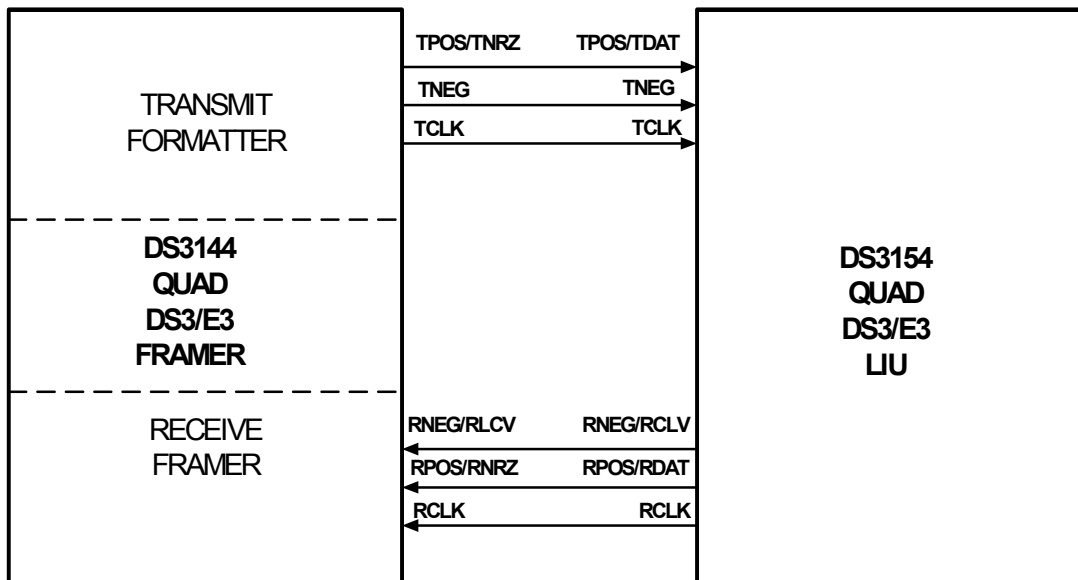 TPOS/TNRZ TPOS/TDAT
TNEG TNEG
TCLK TCLK
TRANSMIT
FORMATTER
DS3144
QUAD
DS3/E3
FRAMER
DS3154
QUAD
DS3/E3
LIU
RECEIVE
FRAMER
RNEG/RLCV RNEG/RCLV
RPOS/RNRZ RPOS/RDAT
RCLK RCLK